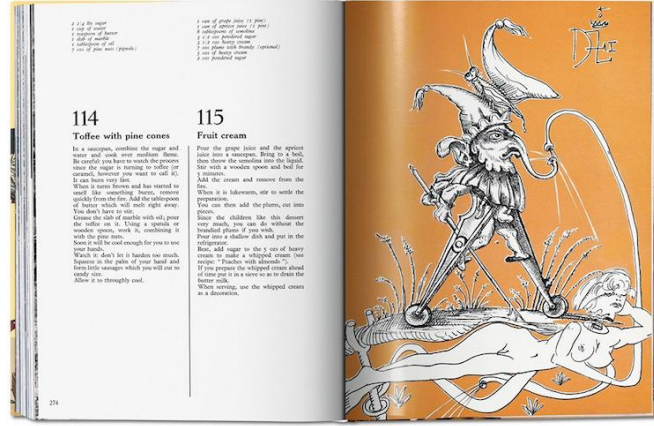 2 1/4 lbs sugar
1 cup of water
1 teaspoon of butter
1 slab of marble
1 tablespoon of oil
7 ozs of pine nuts (pignola)
1 can of grape juice (1 pint)
1 can of apricot juice (1 pint)
8 tablespoons of semolina
3 1/2 ozs powdered sugar
3 1/2 ozs heavy cream
7 ozs plums with brandy (optional)
5 ozs of heavy cream
2 ozs powdered sugar
114
Toffee with pine cones
In a saucepan, combine the sugar and
water and cook over medium flame.
Be careful: you have to watch the process
since the sugar is turning to toffee (or
caramel, however you want to call it).
It can burn very fast.
When it turns brown and has started to
smell like something burnt, remove
quickly from the fire. Add the tablespoon
of butter which will melt right away.
You don't have to stir.
Grease the slab of marble with oil; pour
the toffee on it. Using a spatula or
wooden spoon, work it, combining it
with the pine nuts.
Soon it will be cool enough for you to use
your hands.
Watch it: don't let it harden too much.
Squeeze in the palm of your hand and
form little sausages which you will cut to
candy size.
Allow it to throughly cool.
115
Fruit cream
Pour the grape juice and the apricot
juice into a saucepan. Bring to a boil,
then throw the semolina into the liquid.
Stir with a wooden spoon and boil for
5 minutes.
Add the cream and remove from the
fire.
When it is lukewarm, stir to settle the
preparation.
You can then add the plums, cut into
pieces.
Since the children like this dessert
very much, you can do without the
brandied plums if you wish.
Pour into a shallow dish and put in the
refrigerator.
Beat, add sugar to the 5 ozs of heavy
cream to make a whipped cream (see
recipe: "Peaches with almonds").
If you prepare the whipped cream ahead
of time put it in a sieve so as to drain the
butter milk.
When serving, use the whipped cream
as a decoration.
274